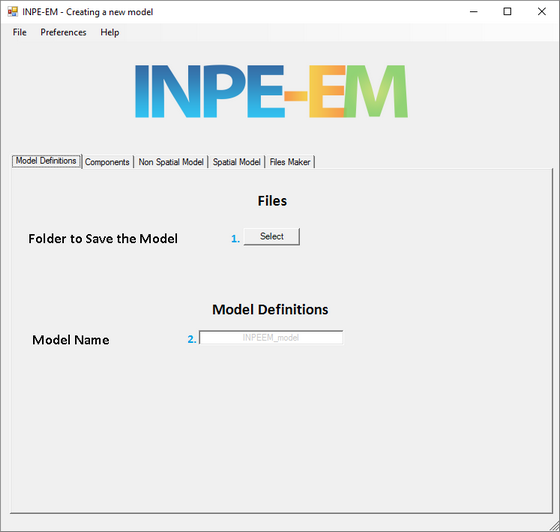 INPE-EM - Creating a new model
File Preferences Help
INPE-EM
Model Definitions Components Non Spatial Model Spatial Model Files Maker
Files
Folder to Save the Model 1. Select
Model Definitions
Model Name 2. INPEEM_model